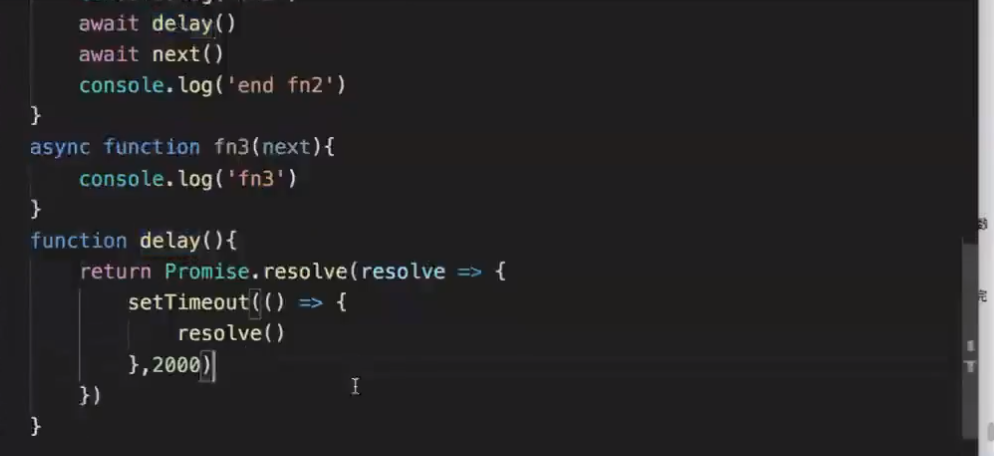 await delay()
await next()
console.log('end fn2')
}
async function fn3(next){
console.log('fn3')
}
function delay(){
return Promise.resolve(resolve => {
setTimeout(() => {
resolve()
},2000)
})
}